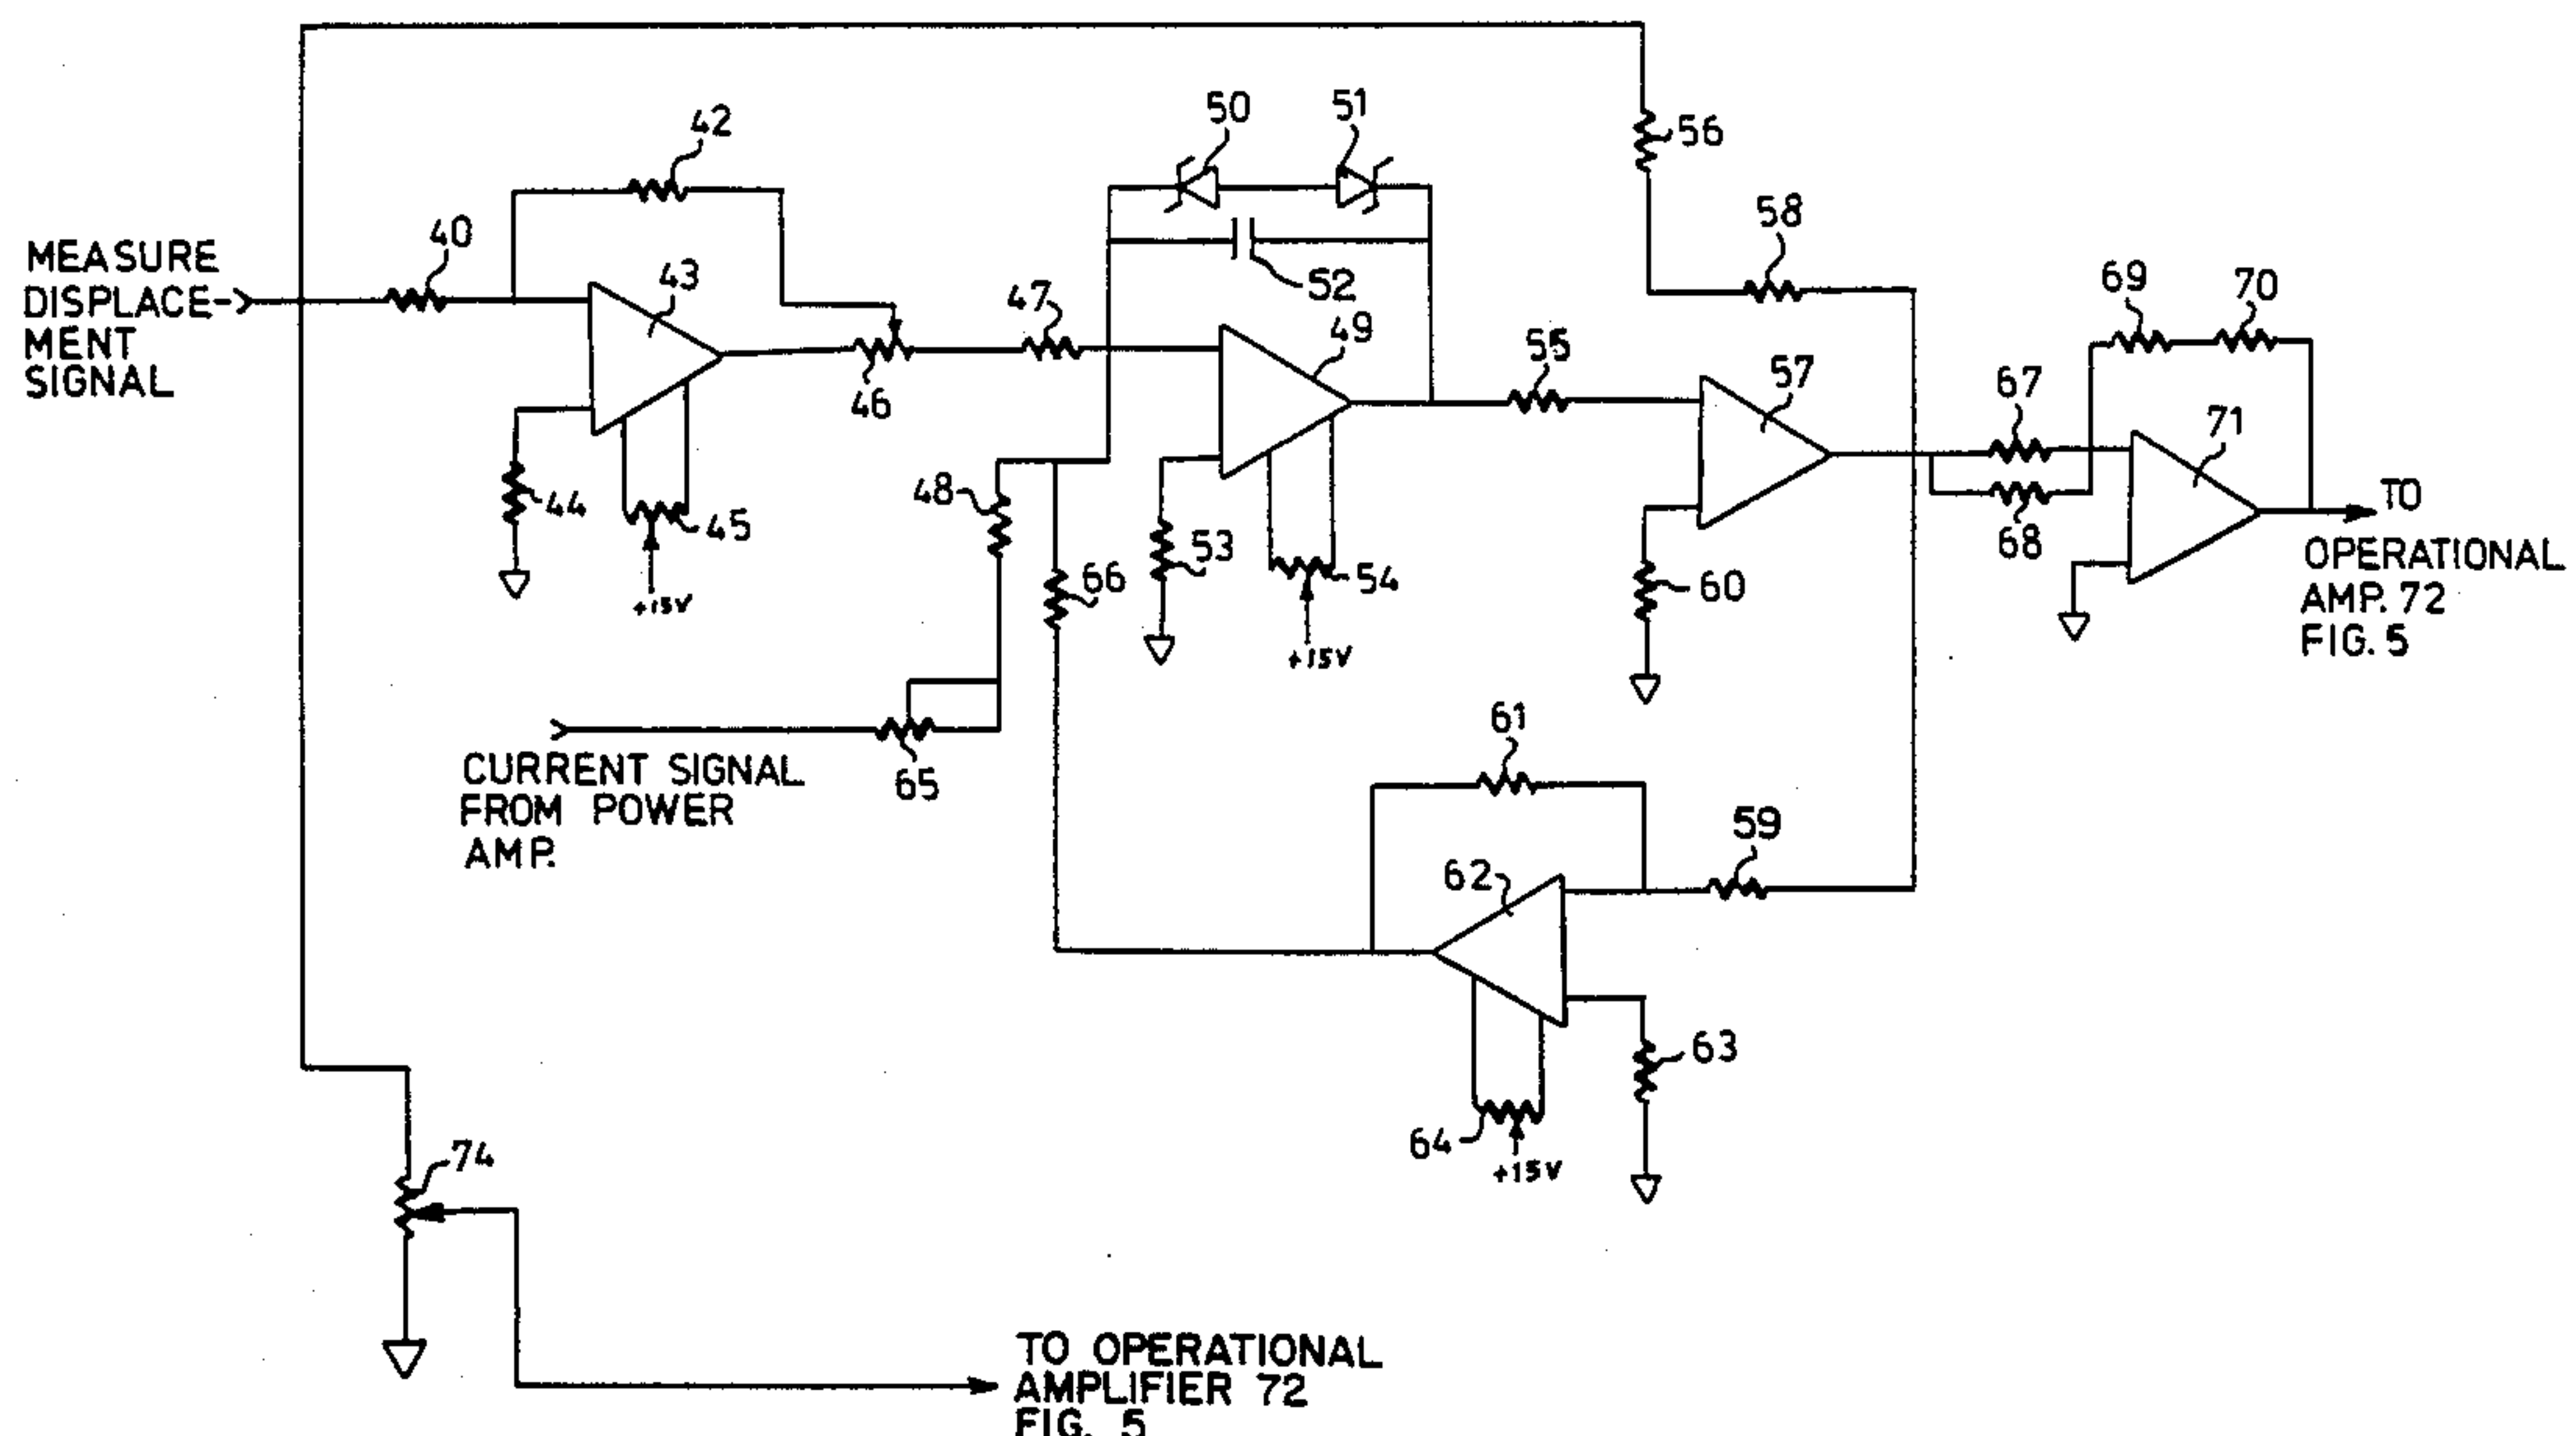 50
51
42
56
40
58
MEASURE
DISPLACE-
MENT
SIGNAL
43
52
69
70
47
49
46
55
57
67
71
44
45
+15V
48
53
54
+15V
66
60
68
TO
OPERATIONAL
AMP. 72
FIG. 5
65
61
CURRENT SIGNAL
FROM POWER
AMP.
59
62
63
64
+15V
74
TO OPERATIONAL
AMPLIFIER 72
FIG. 5